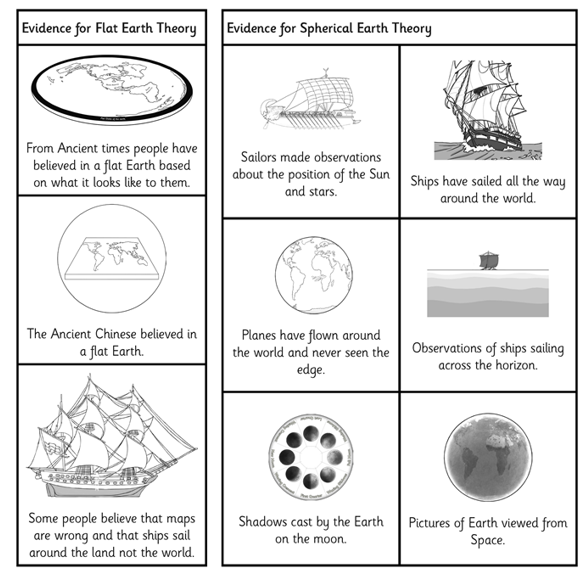 Evidence for Flat Earth Theory
From Ancient times people have
believed in a flat Earth based
on what it looks like to them.
The Ancient Chinese believed in
a flat Earth.
Some people believe that maps
are wrong and that ships sail
around the land not the world.
Evidence for Spherical Earth Theory
Sailors made observations
about the position of the Sun
and stars.
Ships have sailed all the way
around the world.
Planes have flown around
the world and never seen the
edge.
Observations of ships sailing
across the horizon.
Shadows cast by the Earth
on the moon.
Pictures of Earth viewed from
Space.